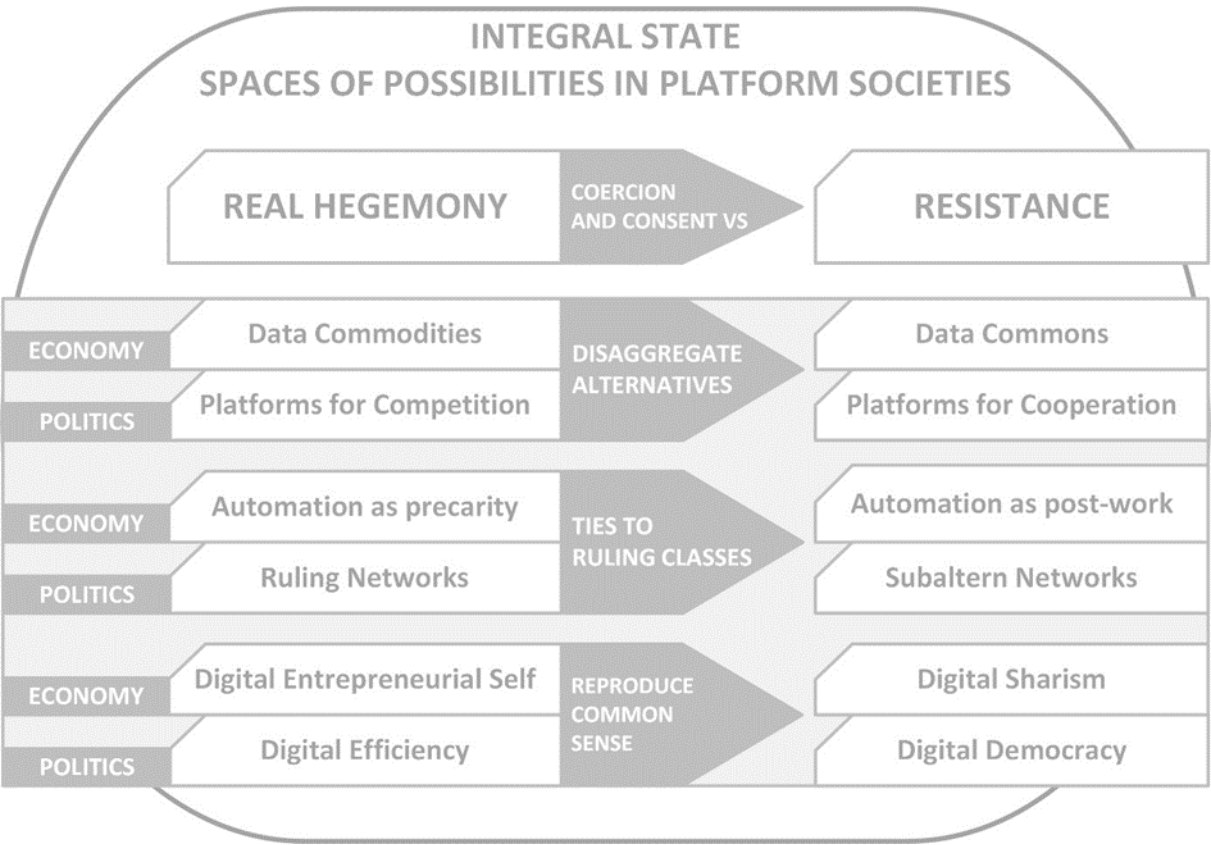 INTEGRAL STATE
SPACES OF POSSIBILITIES IN PLATFORM SOCIETIES
REAL HEGEMONY
COERCION
AND CONSENT VS
RESISTANCE
ECONOMY
Data Commodities
DISAGGREGATE
ALTERNATIVES
Data Commons
POLITICS
Platforms for Competition
Platforms for Cooperation
ECONOMY
Automation as precarity
TIES TO
RULING CLASSES
Automation as post-work
POLITICS
Ruling Networks
Subaltern Networks
ECONOMY
Digital Entrepreneurial Self
REPRODUCE
COMMON
SENSE
Digital Sharism
POLITICS
Digital Efficiency
Digital Democracy